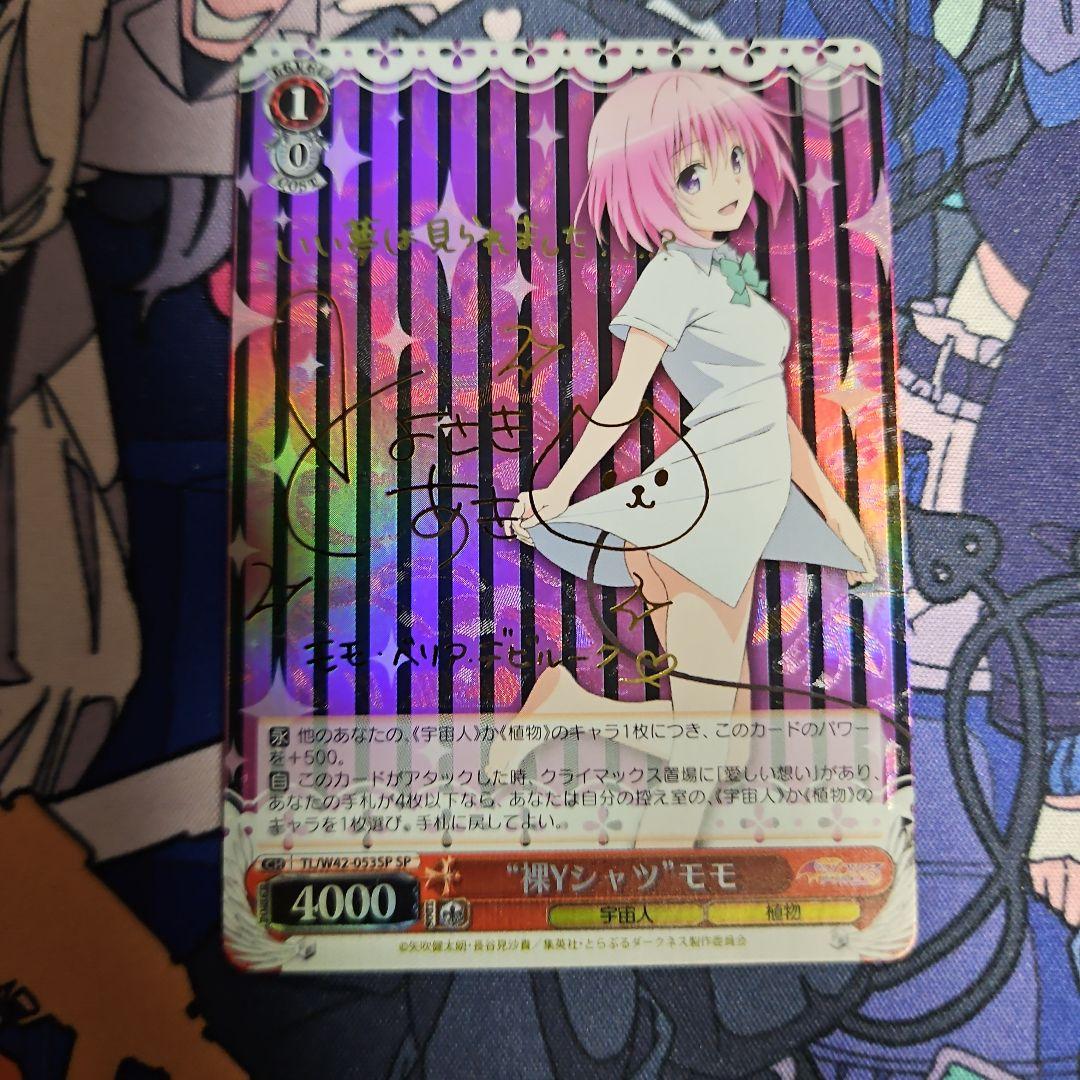 1
0
COST
いい夢は見られました……?
よさき
あき
モモ・ベリア・デビルーク
永 他のあなたの、《宇宙人》か《植物》のキャラ1枚につき、このカードのパワー
を+500。
自 このカードがアタックした時、クライマックス置場に「愛しい想い」があり、
あなたの手札が4枚以下なら、あなたは自分の控え室の、《宇宙人》か《植物》の
キャラを1枚選び、手札に戻してよい。
CH TL/W42-053SP SP
“裸Yシャツ”モモ
4000
宇宙人 植物
©矢吹健太朗・長谷見沙貴/集英社・とらぶるダークネス製作委員会